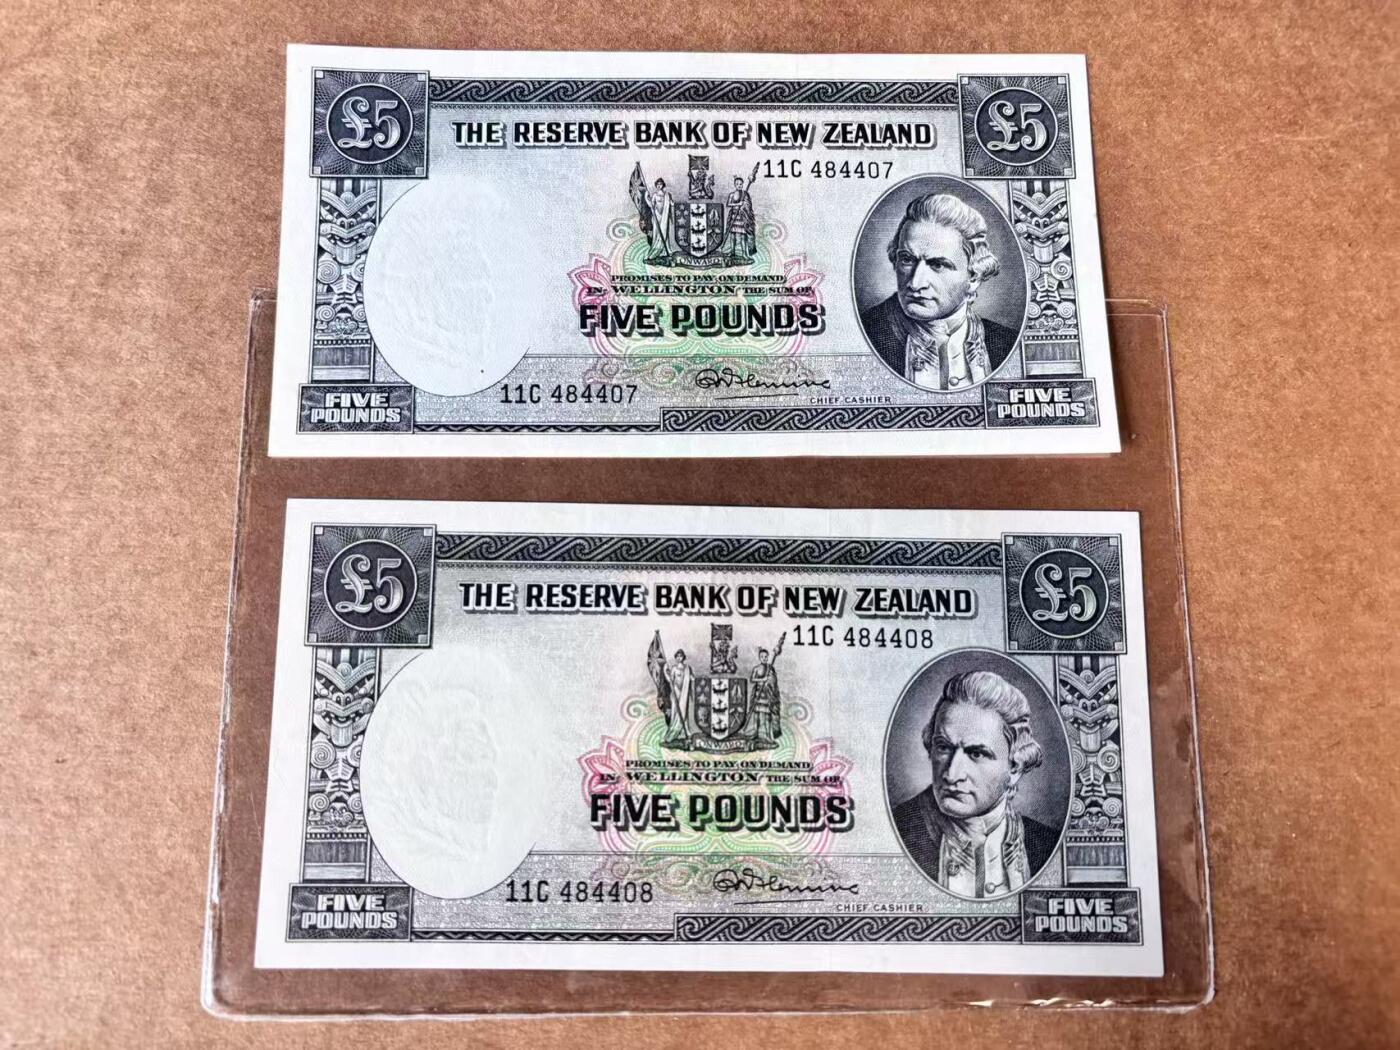 £5 £5
THE RESERVE BANK OF NEW ZEALAND
11C 484407
ONWARD
PROMISES TO PAY ON DEMAND
IN WELLINGTON THE SUM OF
FIVE POUNDS
11C 484407
CHIEF CASHIER
FIVE POUNDS
FIVE POUNDS
£5 £5
THE RESERVE BANK OF NEW ZEALAND
11C 484408
ONWARD
PROMISES TO PAY ON DEMAND
IN WELLINGTON THE SUM OF
FIVE POUNDS
11C 484408
CHIEF CASHIER
FIVE POUNDS
FIVE POUNDS